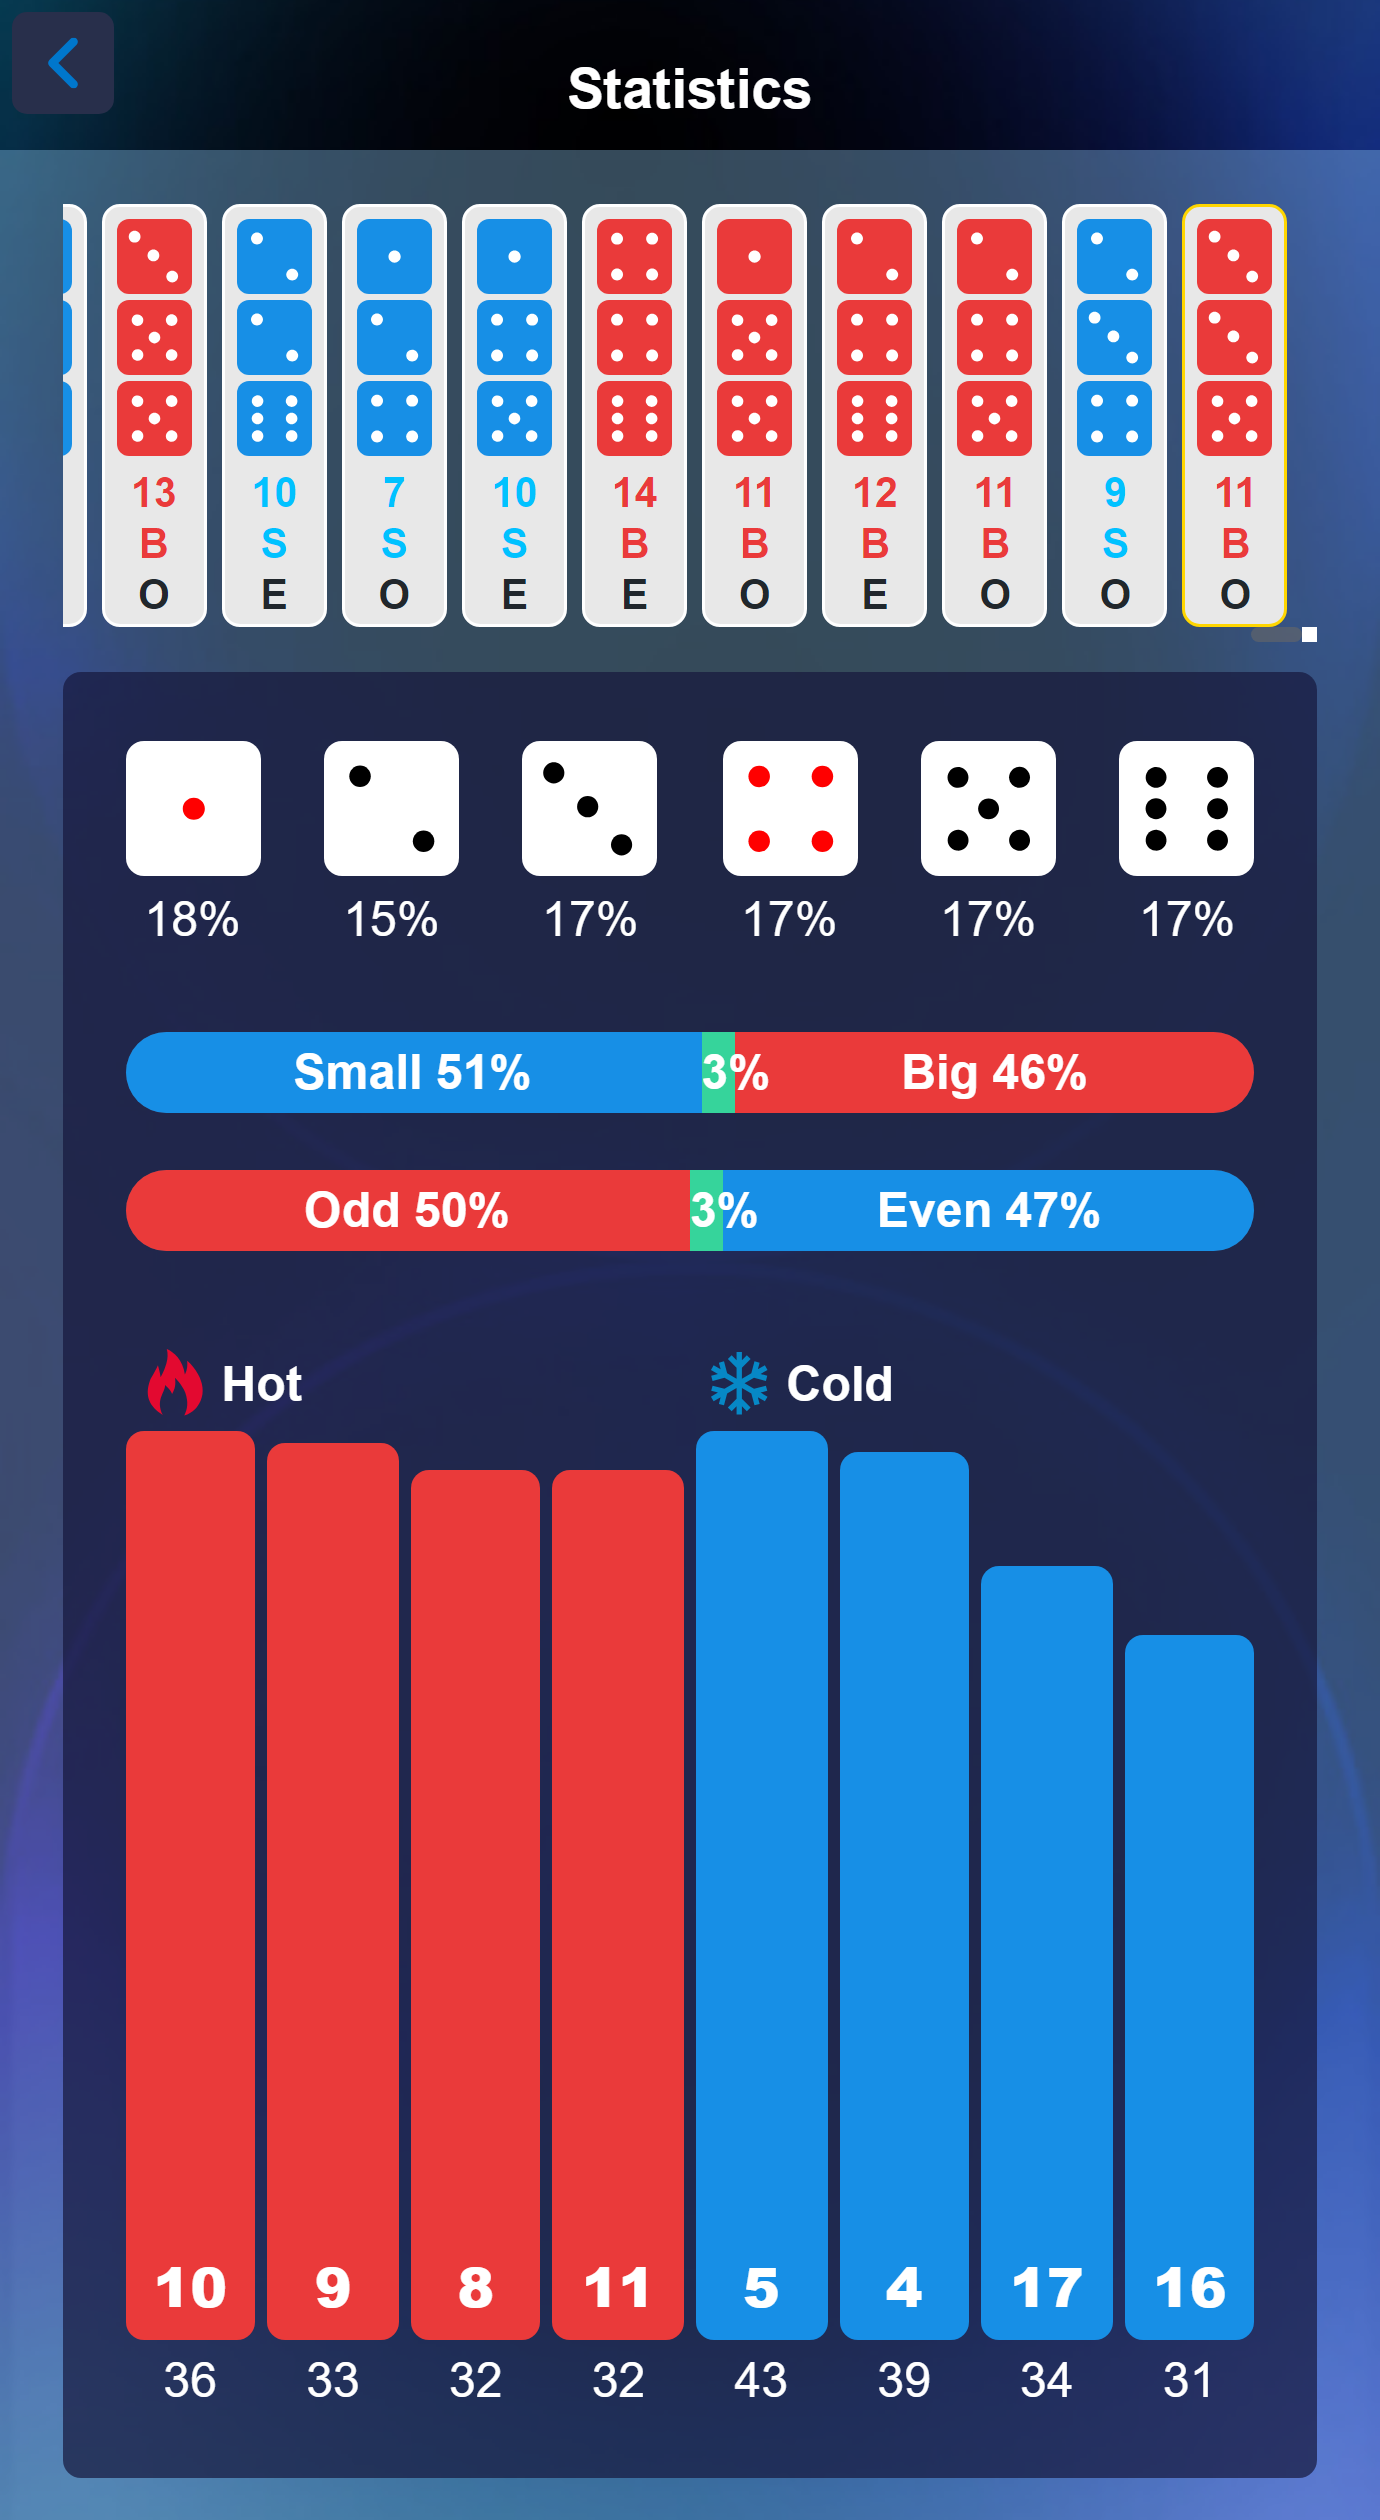 Statistics
13 10 7 10 14 11 12 11 9 11
B S S S B B B B S B
O E O E E O E O O O
18% 15% 17% 17% 17% 17%
Small 51% 3% Big 46%
Odd 50% 3% Even 47%
Hot Cold
10 9 8 11 5 4 17 16
36 33 32 32 43 39 34 31